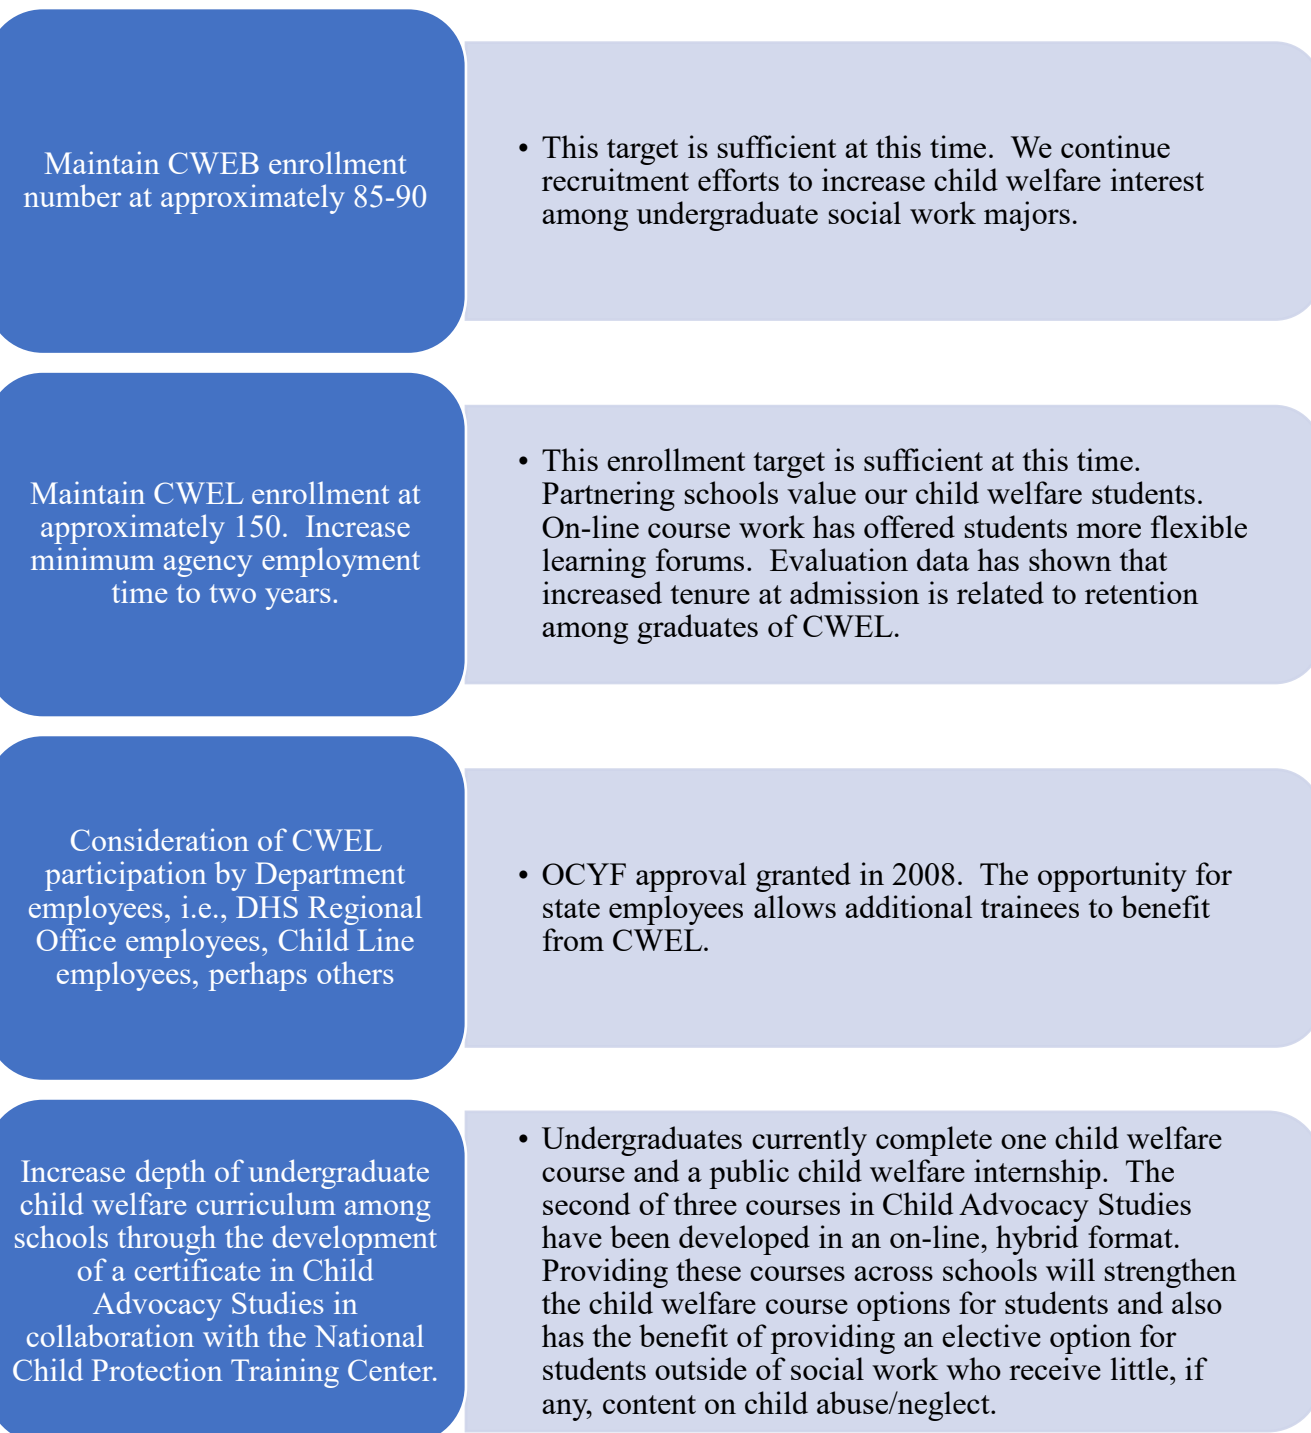 Maintain CWEB enrollment
number at approximately 85-90
• This target is sufficient at this time.  We continue
recruitment efforts to increase child welfare interest
among undergraduate social work majors.
Maintain CWEL enrollment at
approximately 150.  Increase
minimum agency employment
time to two years.
• This enrollment target is sufficient at this time.
Partnering schools value our child welfare students.
On-line course work has offered students more flexible
learning forums.  Evaluation data has shown that
increased tenure at admission is related to retention
among graduates of CWEL.
Consideration of CWEL
participation by Department
employees, i.e., DHS Regional
Office employees, Child Line
employees, perhaps others
• OCYF approval granted in 2008.  The opportunity for
state employees allows additional trainees to benefit
from CWEL.
Increase depth of undergraduate
child welfare curriculum among
schools through the development
of a certificate in Child
Advocacy Studies in
collaboration with the National
Child Protection Training Center.
• Undergraduates currently complete one child welfare
course and a public child welfare internship.  The
second of three courses in Child Advocacy Studies
have been developed in an on-line, hybrid format.
Providing these courses across schools will strengthen
the child welfare course options for students and also
has the benefit of providing an elective option for
students outside of social work who receive little, if
any, content on child abuse/neglect.